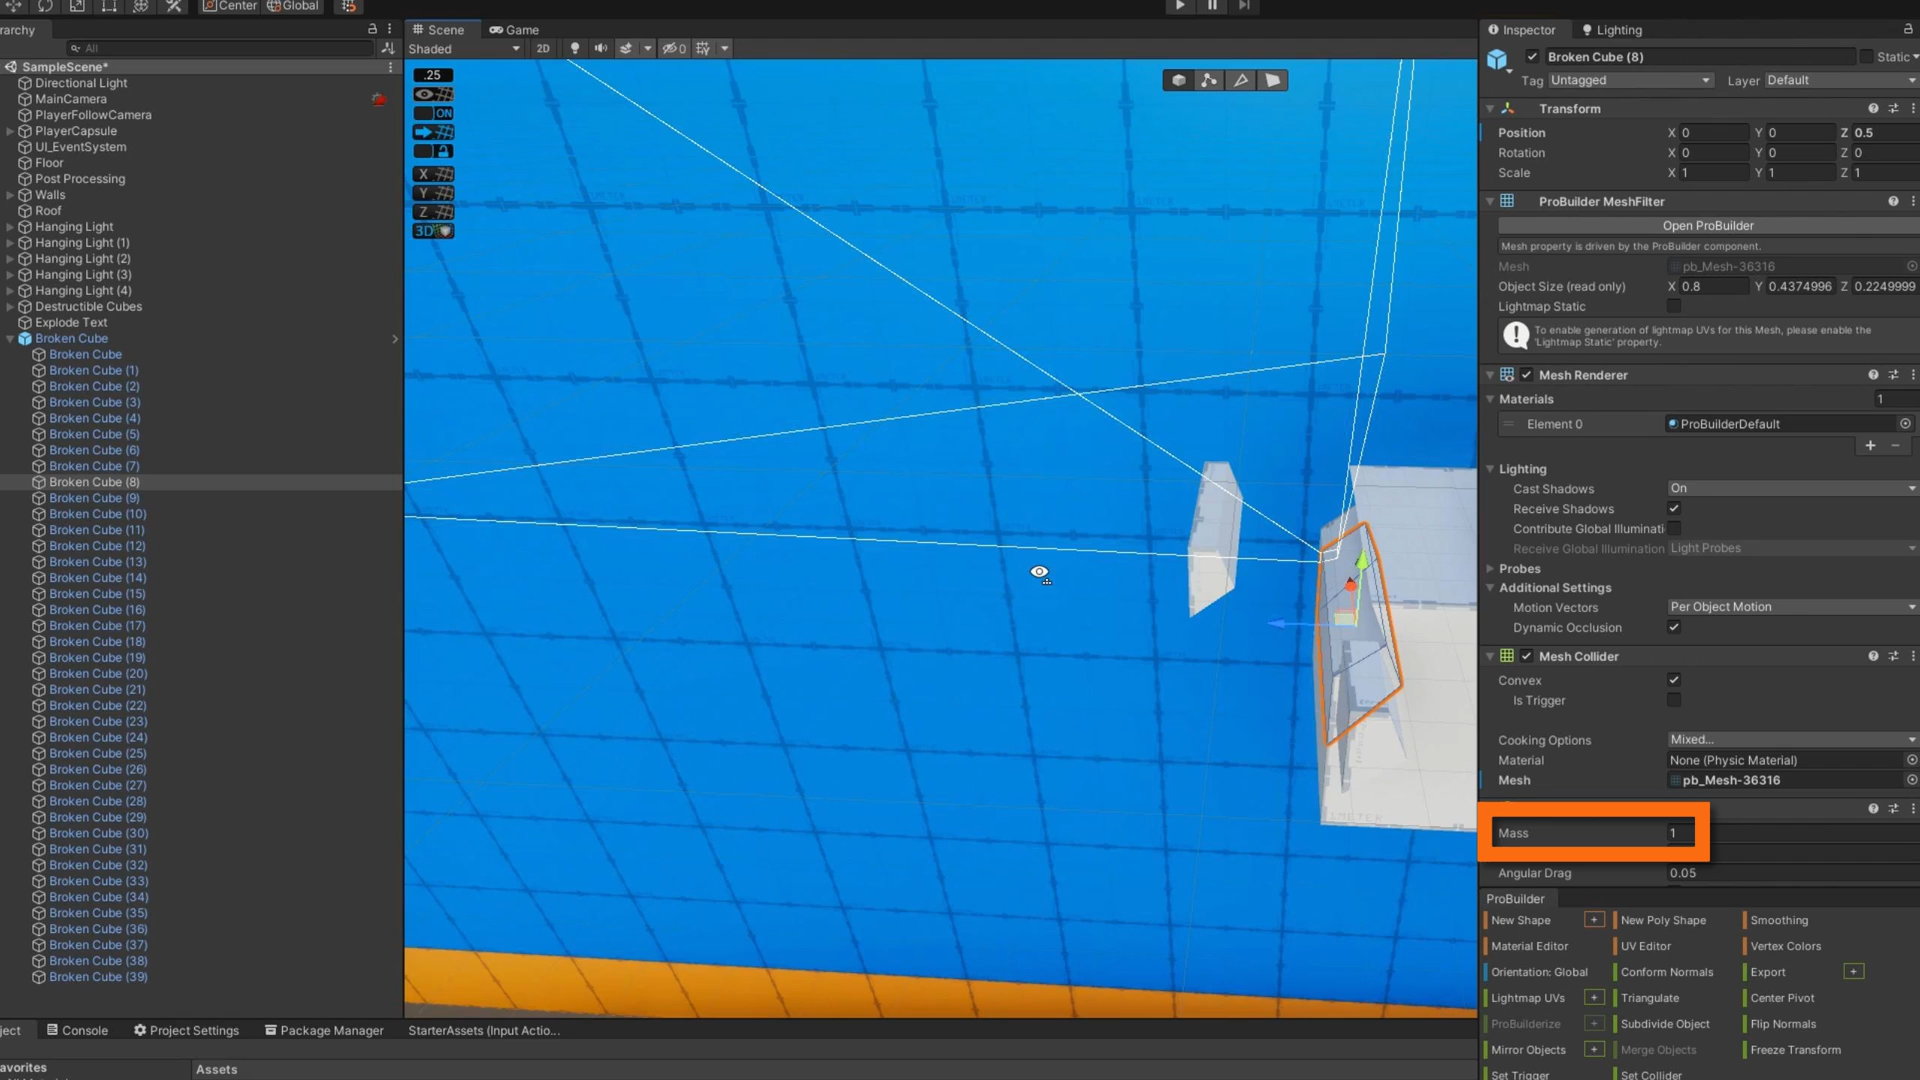 Center Global
rarchy
All
SampleScene*
Directional Light
MainCamera
PlayerFollowCamera
PlayerCapsule
UI_EventSystem
Floor
Post Processing
Walls
Roof
Hanging Light
Hanging Light (1)
Hanging Light (2)
Hanging Light (3)
Hanging Light (4)
Destructible Cubes
Explode Text
Broken Cube
Broken Cube
Broken Cube (1)
Broken Cube (2)
Broken Cube (3)
Broken Cube (4)
Broken Cube (5)
Broken Cube (6)
Broken Cube (7)
Broken Cube (8)
Broken Cube (9)
Broken Cube (10)
Broken Cube (11)
Broken Cube (12)
Broken Cube (13)
Broken Cube (14)
Broken Cube (15)
Broken Cube (16)
Broken Cube (17)
Broken Cube (18)
Broken Cube (19)
Broken Cube (20)
Broken Cube (21)
Broken Cube (22)
Broken Cube (23)
Broken Cube (24)
Broken Cube (25)
Broken Cube (26)
Broken Cube (27)
Broken Cube (28)
Broken Cube (29)
Broken Cube (30)
Broken Cube (31)
Broken Cube (32)
Broken Cube (33)
Broken Cube (34)
Broken Cube (35)
Broken Cube (36)
Broken Cube (37)
Broken Cube (38)
Broken Cube (39)
Scene Game
Shaded 2D 0
.25
ON
X
Y
Z
3D
Inspector Lighting
Broken Cube (8) Static
Tag Untagged Layer Default
Transform
Position X 0 Y 0 Z 0.5
Rotation X 0 Y 0 Z 0
Scale X 1 Y 1 Z 1
ProBuilder MeshFilter
Open ProBuilder
Mesh property is driven by the ProBuilder component.
Mesh pb_Mesh-36316
Object Size (read only) X 0.8 Y 0.4374996 Z 0.2249999
Lightmap Static
To enable generation of lightmap UVs for this Mesh, please enable the
'Lightmap Static' property.
Mesh Renderer
Materials 1
Element 0 ProBuilderDefault
+ −
Lighting
Cast Shadows On
Receive Shadows
Contribute Global Illuminati
Receive Global Illumination Light Probes
Probes
Additional Settings
Motion Vectors Per Object Motion
Dynamic Occlusion
Mesh Collider
Convex
Is Trigger
Cooking Options Mixed...
Material None (Physic Material)
Mesh pb_Mesh-36316
Mass 1
Angular Drag 0.05
ProBuilder
New Shape + New Poly Shape Smoothing
Material Editor UV Editor Vertex Colors
Orientation: Global Conform Normals Export +
Lightmap UVs + Triangulate Center Pivot
ProBuilderize + Subdivide Object Flip Normals
Mirror Objects + Merge Objects Freeze Transform
Set Trigger Set Collider
ject Console Project Settings Package Manager StarterAssets (Input Actio...
avorites Assets